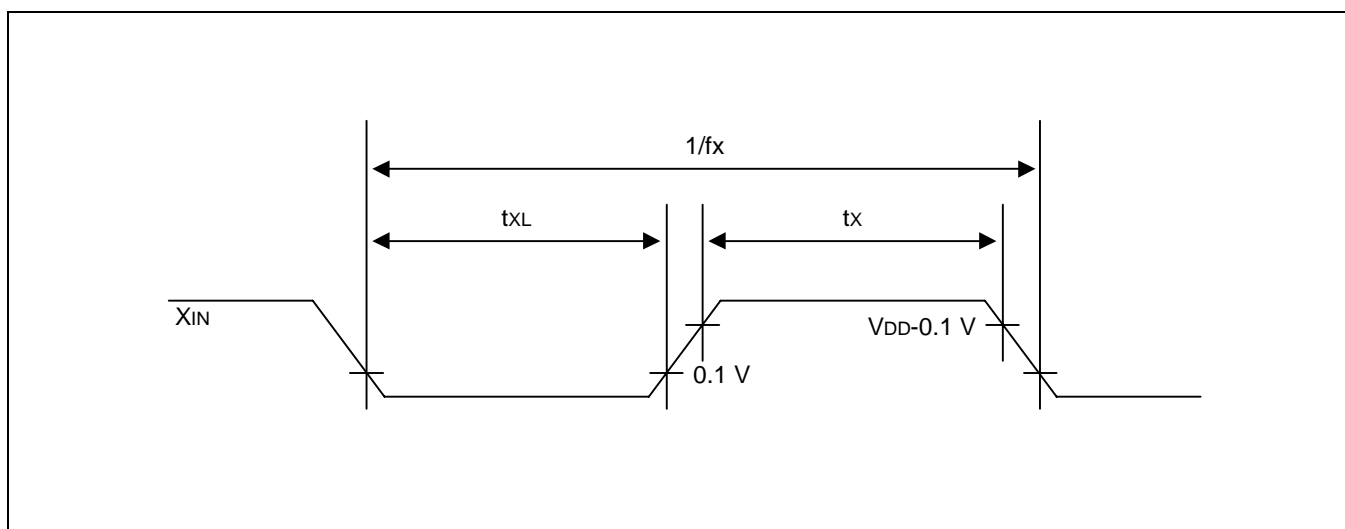 1/fx
tXL
tX
XIN
VDD-0.1 V
0.1 V